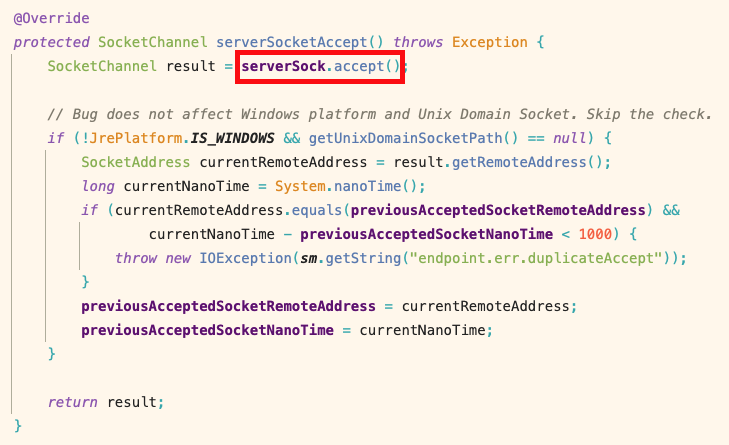 @Override
protected SocketChannel serverSocketAccept() throws Exception {
    SocketChannel result = serverSock.accept();

    // Bug does not affect Windows platform and Unix Domain Socket. Skip the check.
    if (!JrePlatform.IS_WINDOWS && getUnixDomainSocketPath() == null) {
        SocketAddress currentRemoteAddress = result.getRemoteAddress();
        long currentNanoTime = System.nanoTime();
        if (currentRemoteAddress.equals(previousAcceptedSocketRemoteAddress) &&
                currentNanoTime - previousAcceptedSocketNanoTime < 1000) {
            throw new IOException(sm.getString("endpoint.err.duplicateAccept"));
        }
        previousAcceptedSocketRemoteAddress = currentRemoteAddress;
        previousAcceptedSocketNanoTime = currentNanoTime;
    }

    return result;
}